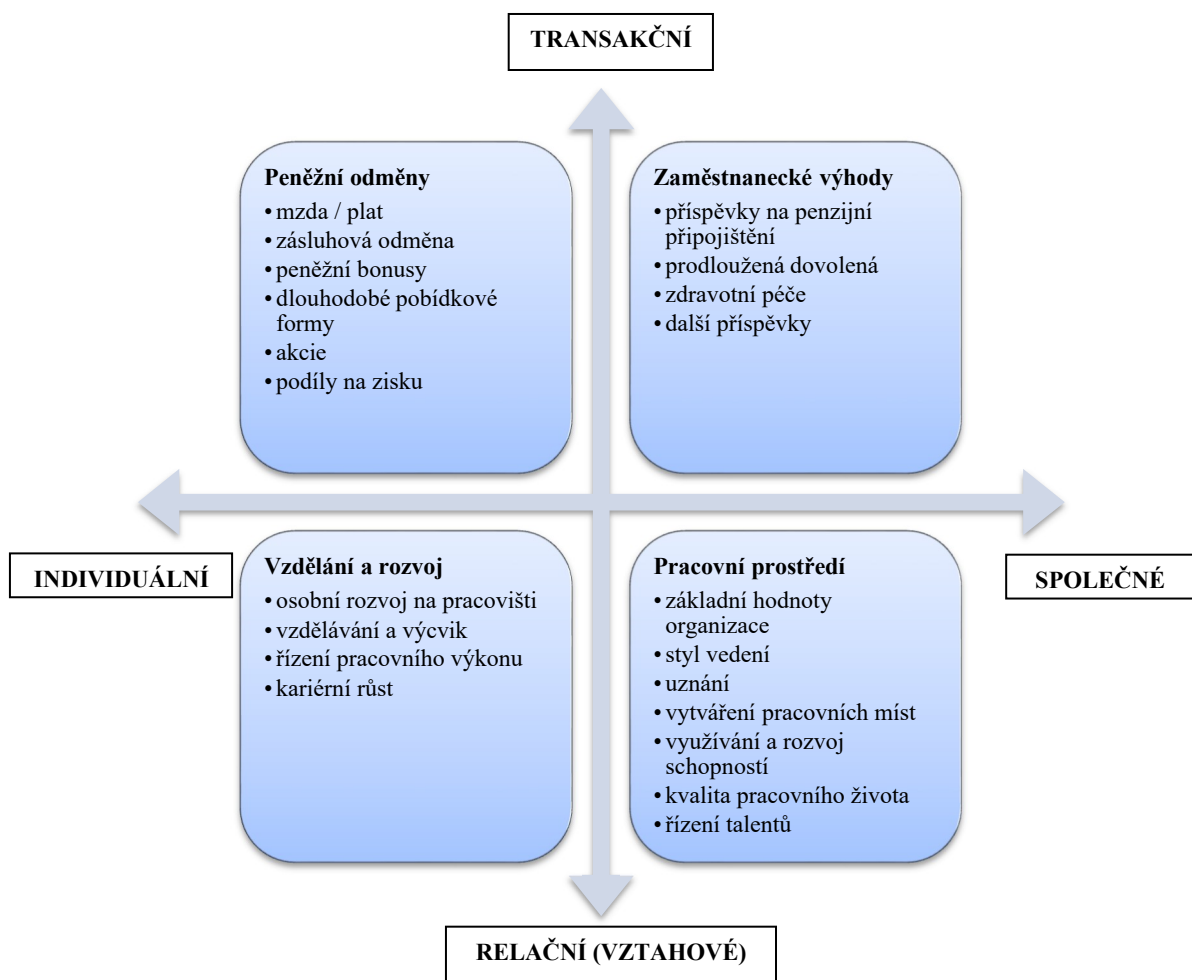 TRANSAKČNÍ
Peněžní odměny
• mzda / plat
• zásluhová odměna
• peněžní bonusy
• dlouhodobé pobídkové
formy
• akcie
• podíly na zisku
Zaměstnanecké výhody
• příspěvky na penzijní
připojištění
• prodloužená dovolená
• zdravotní péče
• další příspěvky
INDIVIDUÁLNÍ
SPOLEČNÉ
Vzdělání a rozvoj
• osobní rozvoj na pracovišti
• vzdělávání a výcvik
• řízení pracovního výkonu
• kariérní růst
Pracovní prostředí
• základní hodnoty
organizace
• styl vedení
• uznání
• vytváření pracovních míst
• využívání a rozvoj
schopností
• kvalita pracovního života
• řízení talentů
RELAČNÍ (VZTAHOVÉ)